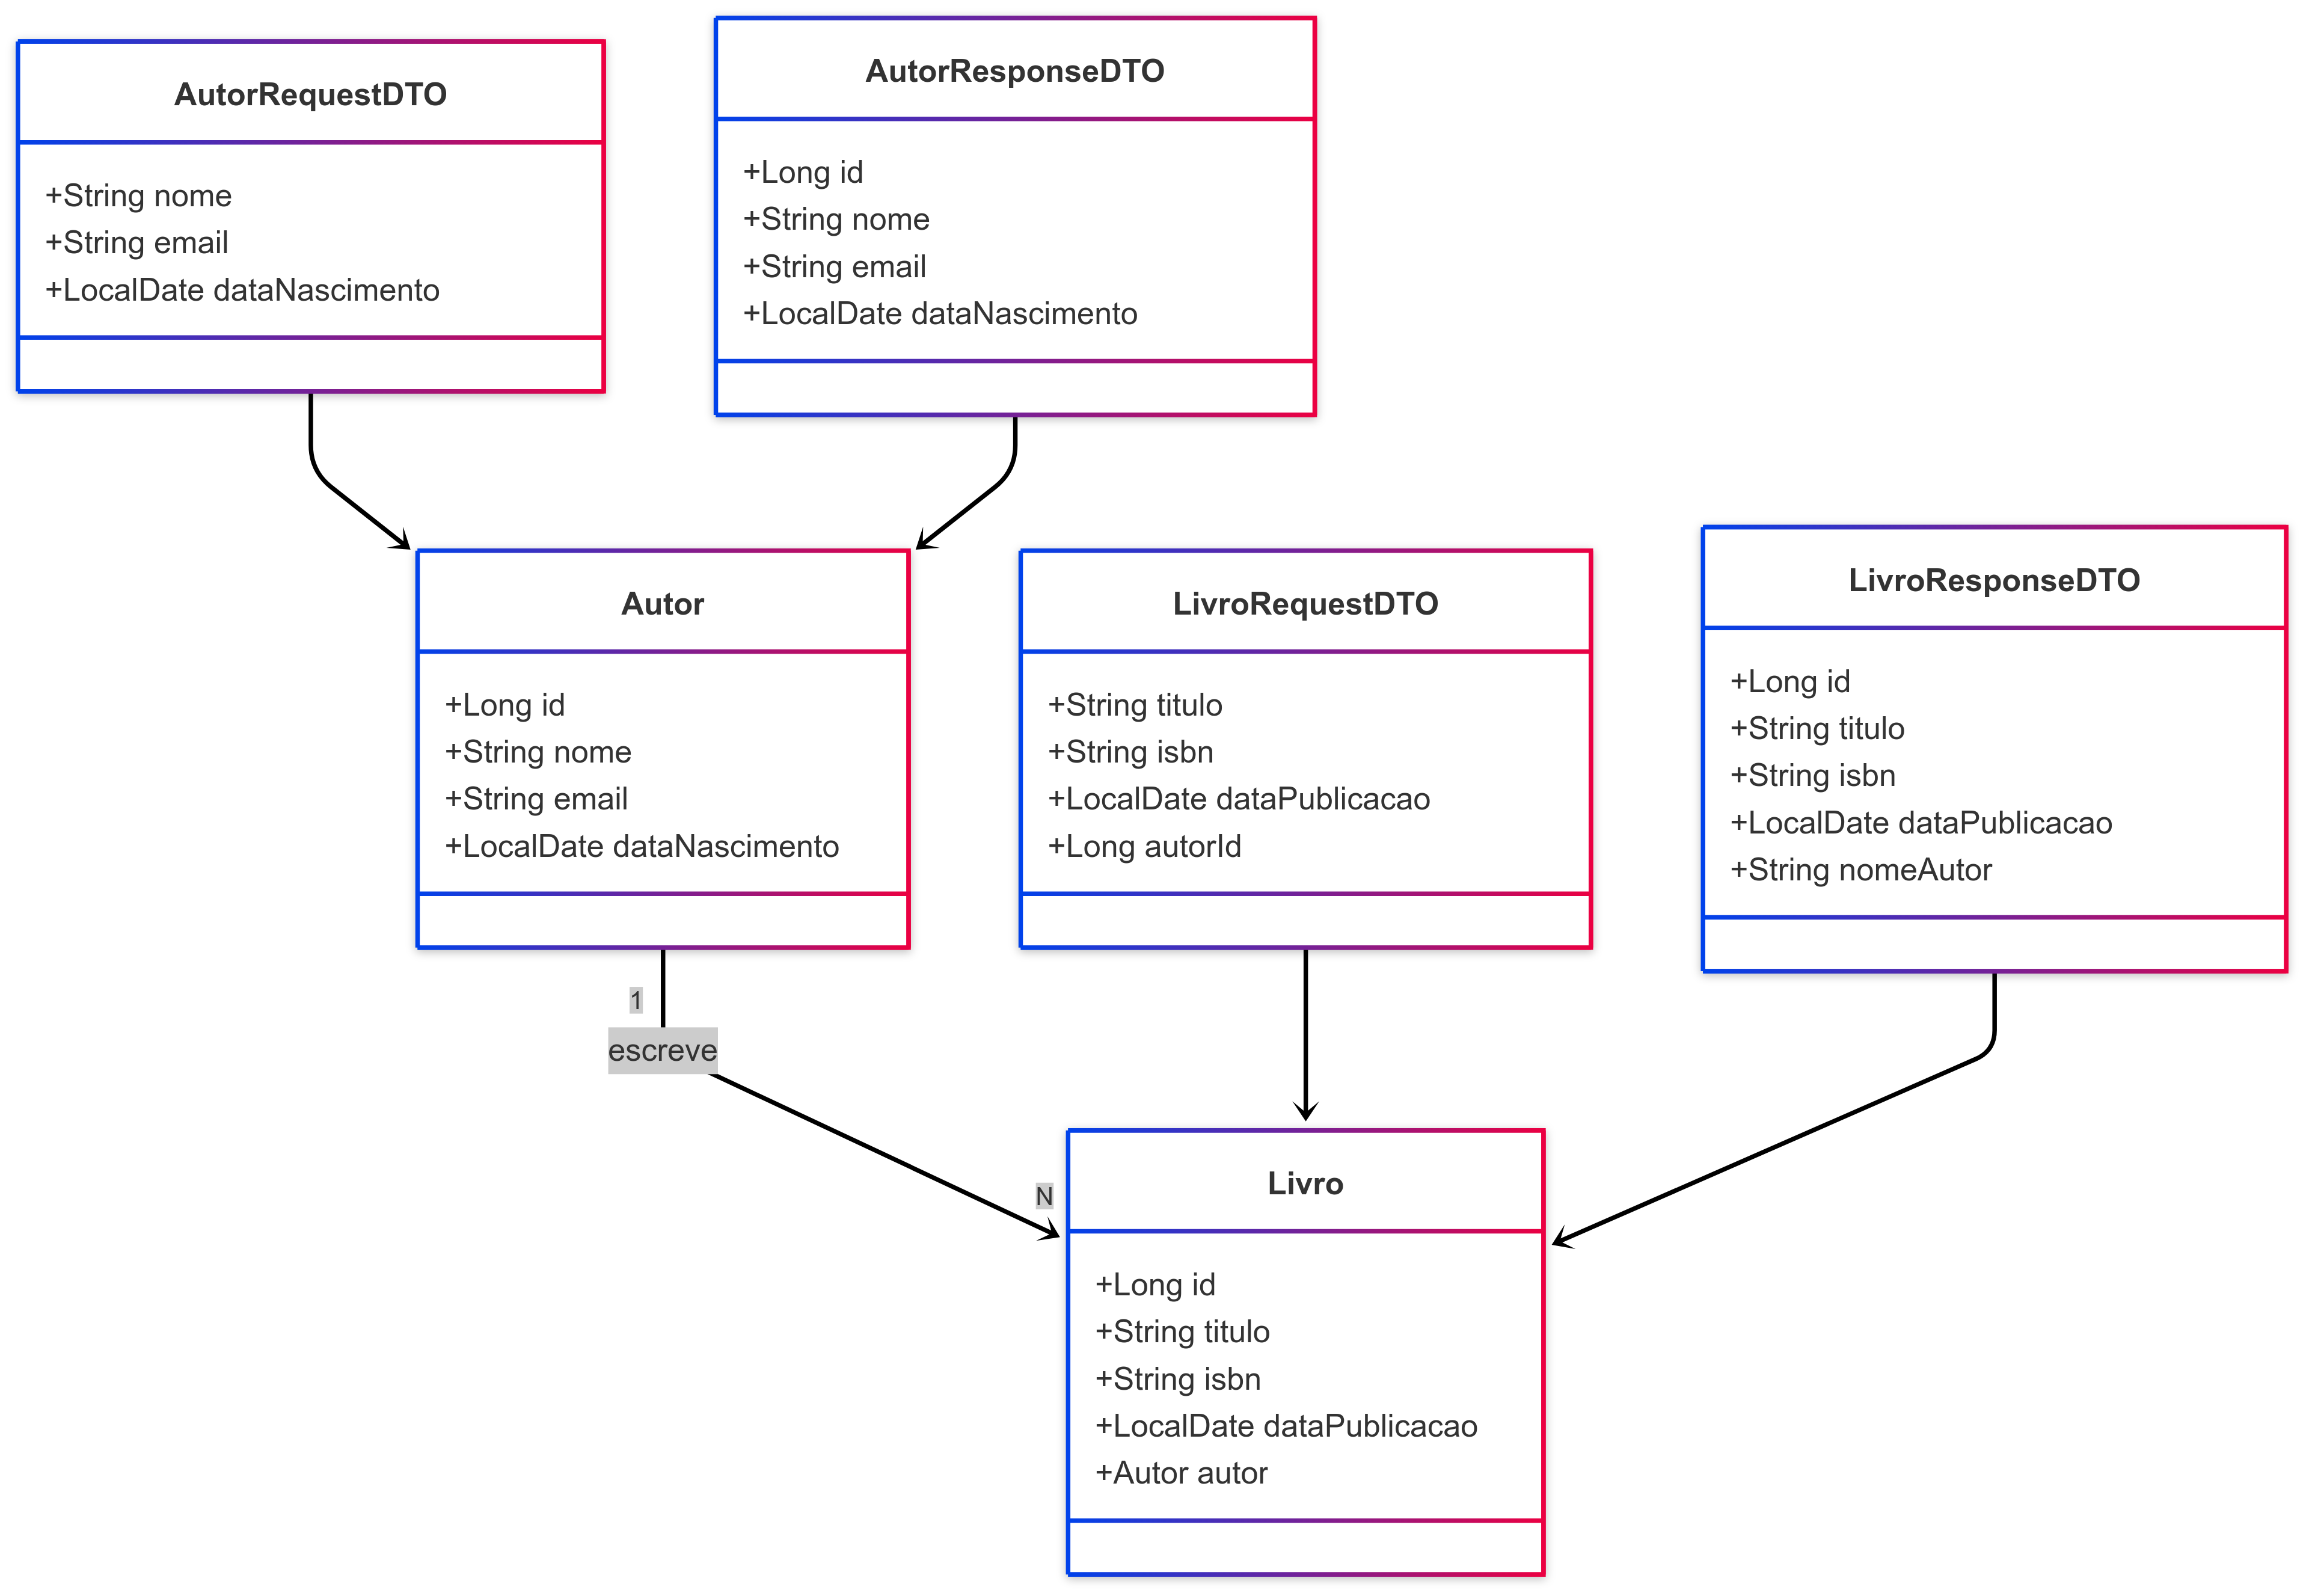 AutorRequestDTO
+String nome
+String email
+LocalDate dataNascimento
AutorResponseDTO
+Long id
+String nome
+String email
+LocalDate dataNascimento
Autor
+Long id
+String nome
+String email
+LocalDate dataNascimento
LivroRequestDTO
+String titulo
+String isbn
+LocalDate dataPublicacao
+Long autorId
LivroResponseDTO
+Long id
+String titulo
+String isbn
+LocalDate dataPublicacao
+String nomeAutor
1
escreve
N
Livro
+Long id
+String titulo
+String isbn
+LocalDate dataPublicacao
+Autor autor